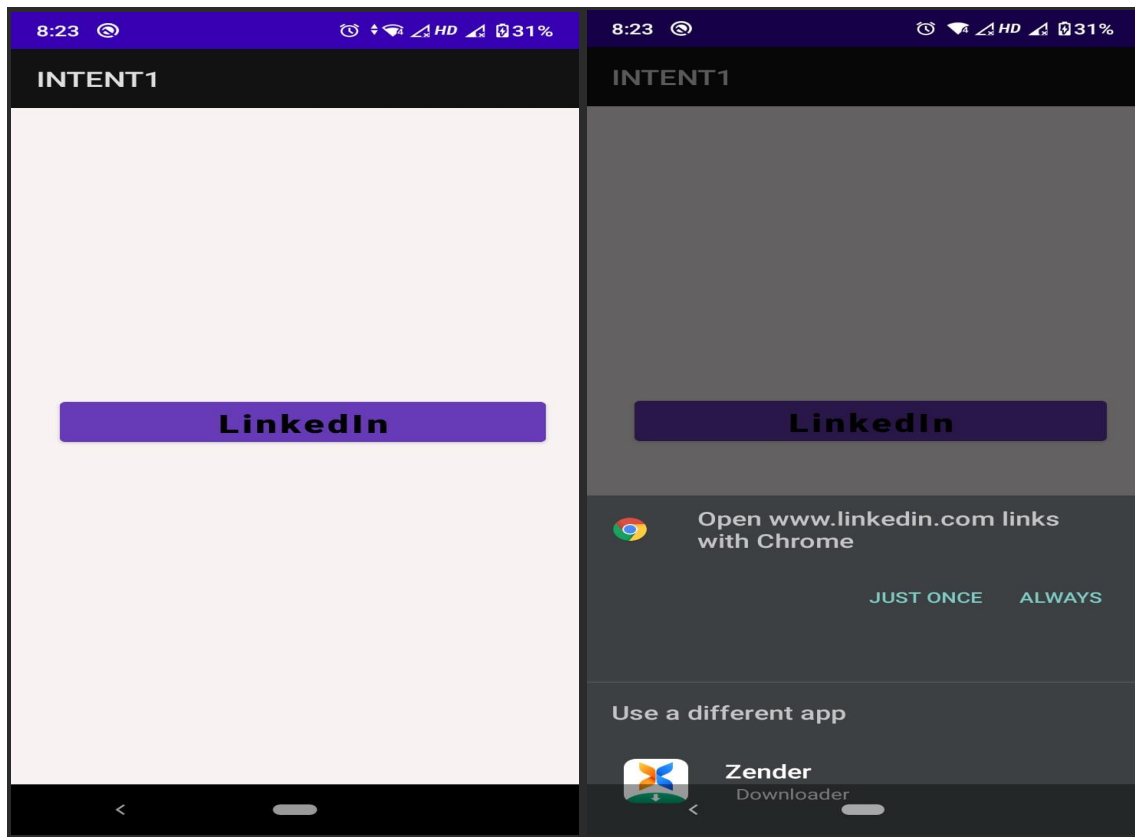 8:23 HD 31%
INTENT1
LinkedIn
8:23 HD 31%
INTENT1
LinkedIn
Open www.linkedin.com links
with Chrome
JUST ONCE ALWAYS
Use a different app
Zender
Downloader